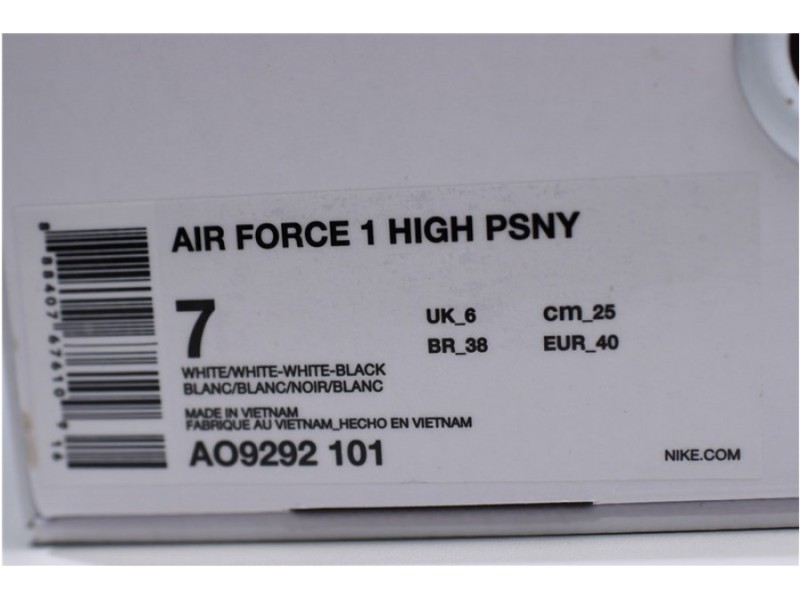 AIR FORCE 1 HIGH PSNY
7
UK_6 cm_25
BR_38 EUR_40
WHITE/WHITE-WHITE-BLACK
BLANC/BLANC/NOIR/BLANC
MADE IN VIETNAM
FABRIQUE AU VIETNAM_HECHO EN VIETNAM
AO9292 101
NIKE.COM